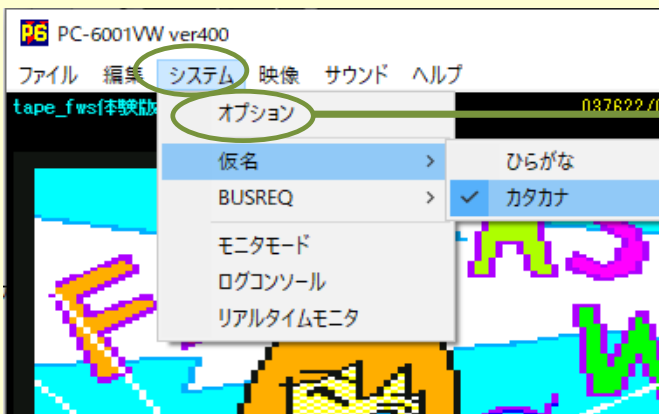 P6 PC-6001VW ver400
ファイル 編集 システム 映像 サウンド ヘルプ
tape_fws体験版
037622/0
オプション
仮名 > ひらがな
BUSREQ > ✓ カタカナ
モニタモード
ログコンソール
リアルタイムモニタ